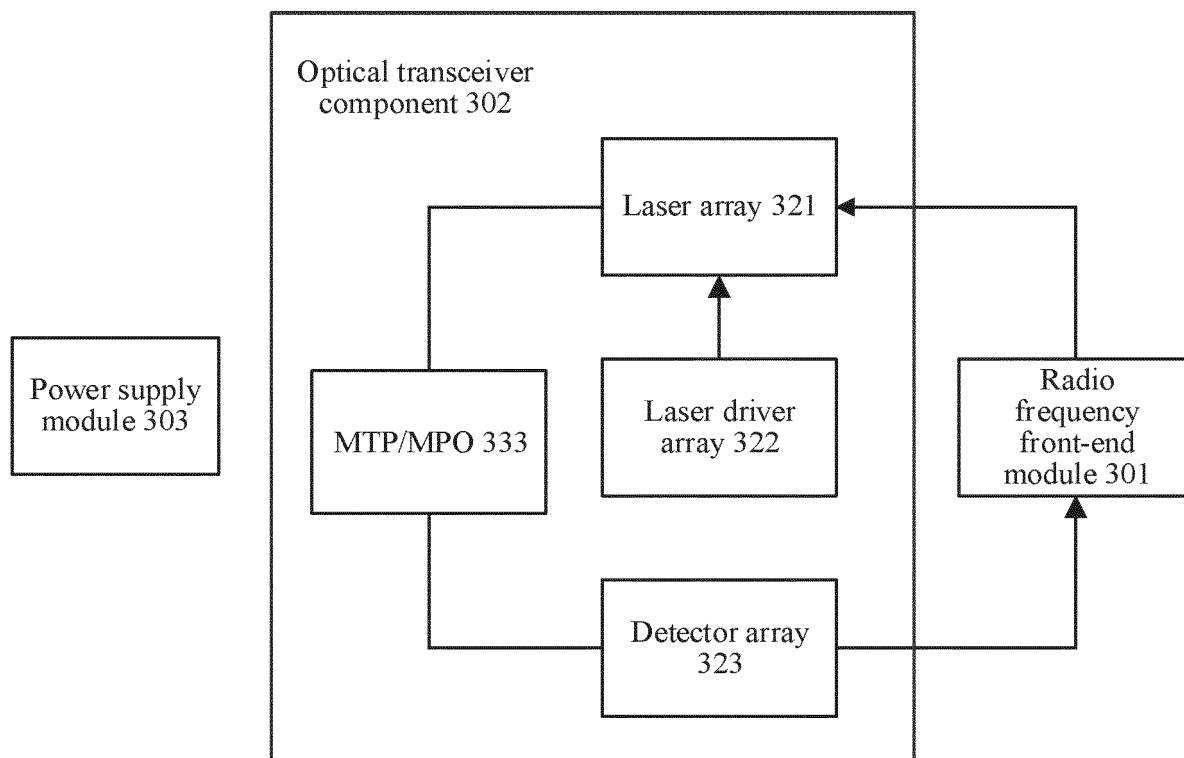 Optical transceiver
component 302
Laser array 321
Power supply
module 303
MTP/MPO 333
Laser driver
array 322
Radio
frequency
front-end
module 301
Detector array
323